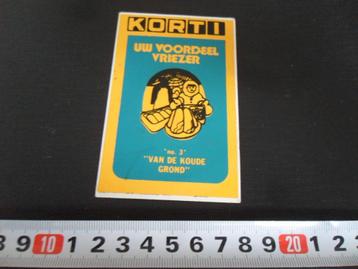 KORTI
UW VOORDEEL
VRIEZER
"no. 3"
"VAN DE KOUDE
GROND"
8 9 10 1 2 3 4 5 6 7 8 9 20 1 2